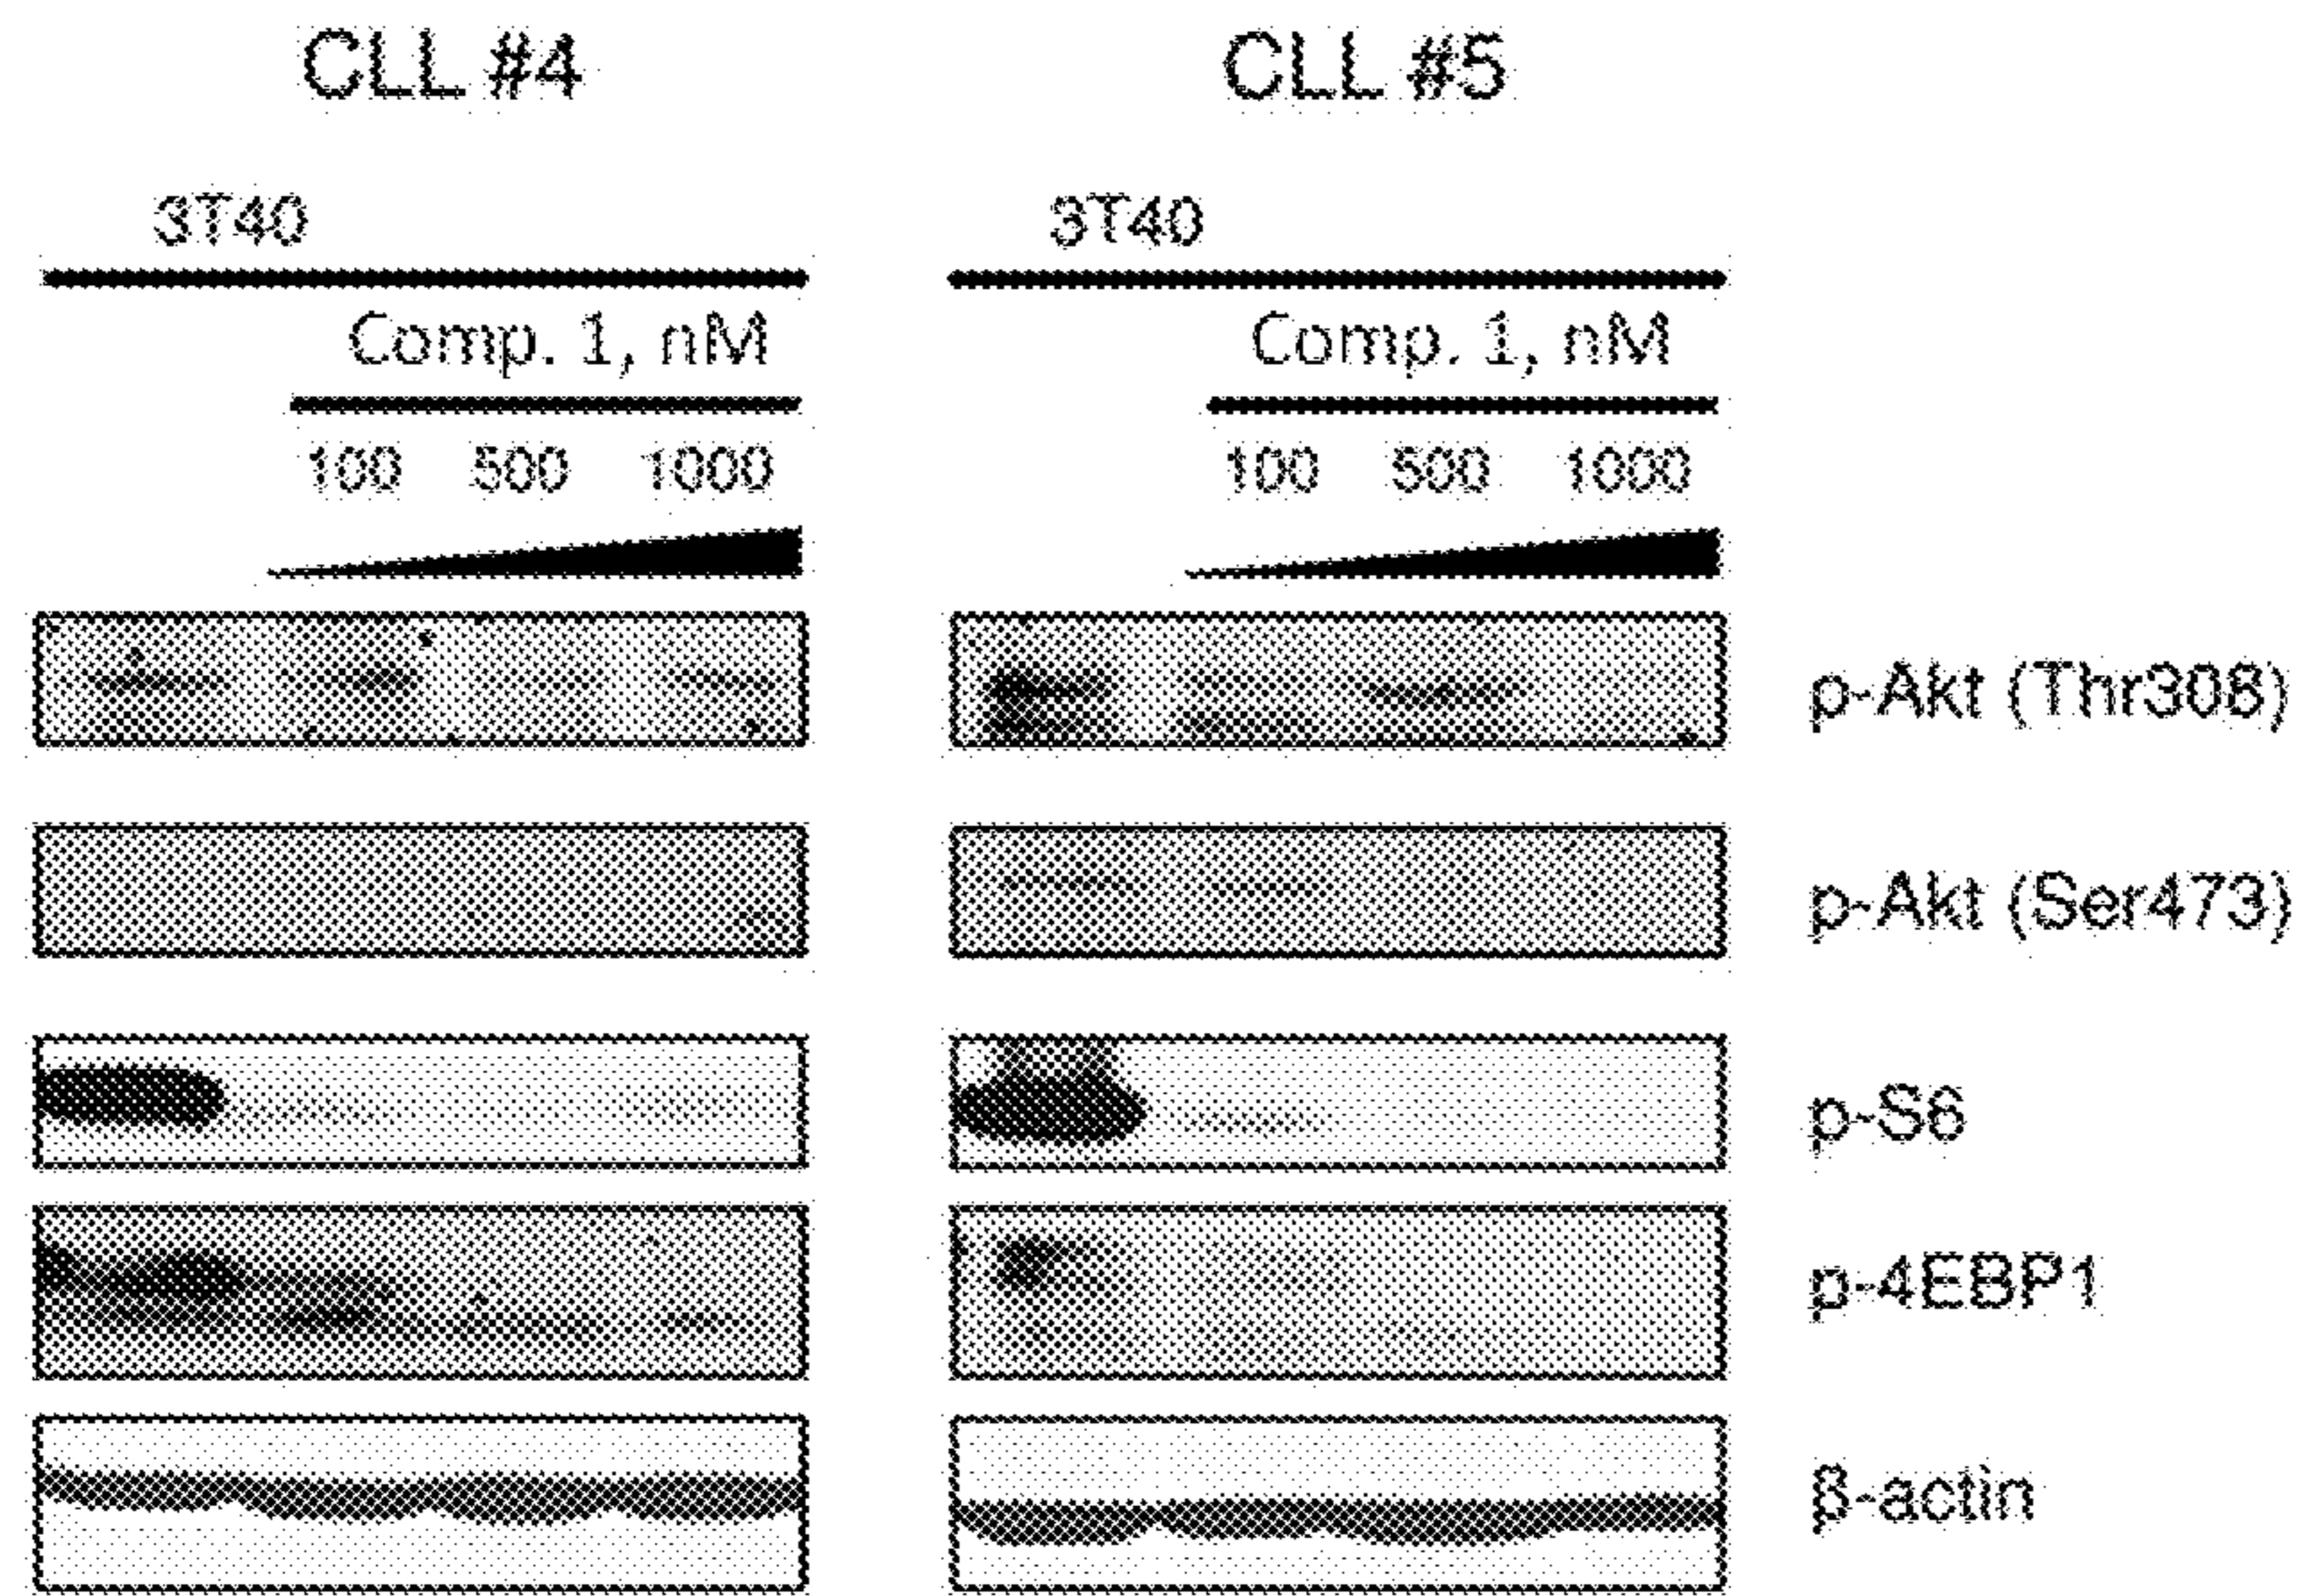 CLL #4
CLL #5
3T40
3T40
Comp. 1, nM
Comp. 1, nM
100 500 1000
100 500 1000
p-Akt (Thr308)
p-Akt (Ser473)
p-S6
p-4EBP1
β-actin